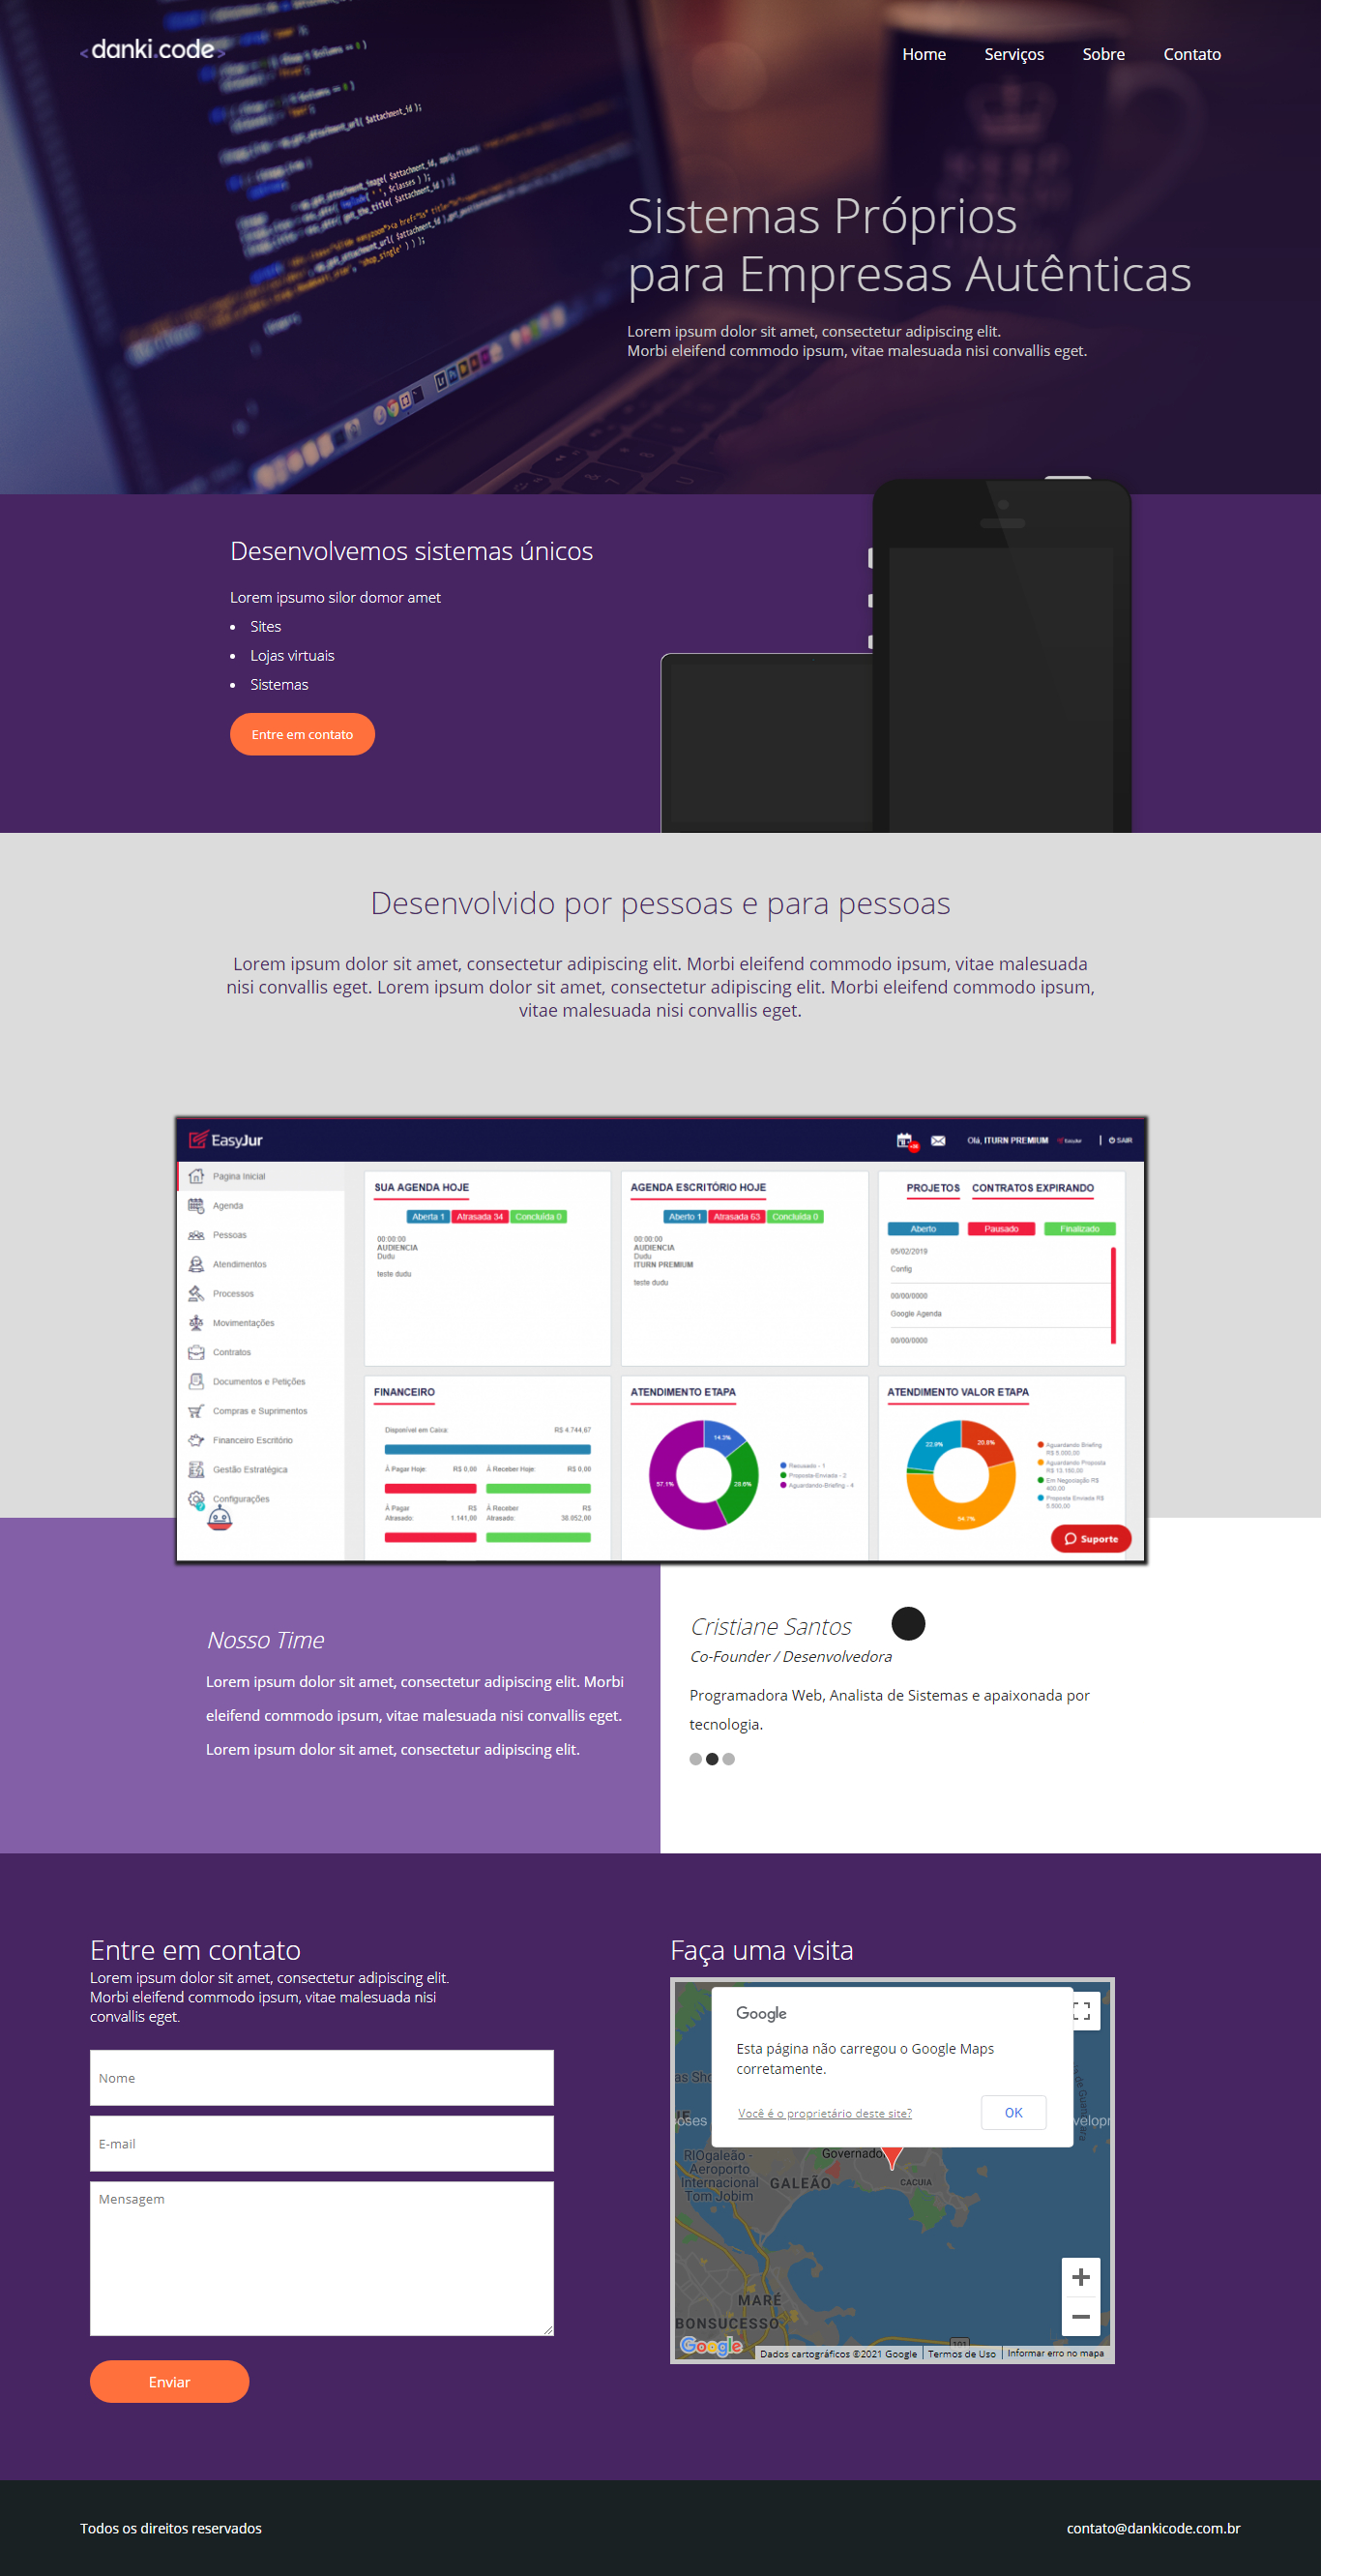 <danki.code>
Home Serviços Sobre Contato
Sistemas Próprios
para Empresas Autênticas
Lorem ipsum dolor sit amet, consectetur adipiscing elit.
Morbi eleifend commodo ipsum, vitae malesuada nisi convallis eget.
Desenvolvemos sistemas únicos
Lorem ipsumo silor domor amet
Sites
Lojas virtuais
Sistemas
Entre em contato
Desenvolvido por pessoas e para pessoas
Lorem ipsum dolor sit amet, consectetur adipiscing elit. Morbi eleifend commodo ipsum, vitae malesuada
nisi convallis eget. Lorem ipsum dolor sit amet, consectetur adipiscing elit. Morbi eleifend commodo ipsum,
vitae malesuada nisi convallis eget.
EasyJur
Olá, ITURN PREMIUM EasyJur | SAIR
Pagina Inicial
Agenda
Pessoas
Atendimentos
Processos
Movimentações
Contratos
Documentos e Petições
Compras e Suprimentos
Financeiro Escritório
Gestão Estratégica
Configurações
SUA AGENDA HOJE
Aberta 1 Atrasada 34 Concluída 0
00:00:00
AUDIENCIA
Dudu
teste dudu
AGENDA ESCRITÓRIO HOJE
Aberto 1 Atrasada 63 Concluída 0
00:00:00
AUDIENCIA
Dudu
ITURN PREMIUM
teste dudu
PROJETOS CONTRATOS EXPIRANDO
Aberto Pausado Finalizado
05/02/2019
Config
00/00/0000
Google Agenda
00/00/0000
FINANCEIRO
Disponível em Caixa: R$ 4.744,67
Á Pagar Hoje: R$ 0,00 Á Receber Hoje: R$ 0,00
Á Pagar R$ Á Receber R$
Atrasado: 1.141,00 Atrasado: 38.052,00
ATENDIMENTO ETAPA
14.3%
28.6%
57.1%
Recusada - 1
Proposta-Enviada - 2
Aguardando-Briefing - 4
ATENDIMENTO VALOR ETAPA
22.9%
20.8%
54.7%
Aguardando Briefing
R$ 5.000,00
Aguardando Proposta
R$ 13.160,00
Em Negociação R$
400,00
Proposta Enviada R$
5.500,00
Suporte
Nosso Time
Lorem ipsum dolor sit amet, consectetur adipiscing elit. Morbi
eleifend commodo ipsum, vitae malesuada nisi convallis eget.
Lorem ipsum dolor sit amet, consectetur adipiscing elit.
Cristiane Santos
Co-Founder / Desenvolvedora
Programadora Web, Analista de Sistemas e apaixonada por
tecnologia.
Entre em contato
Lorem ipsum dolor sit amet, consectetur adipiscing elit.
Morbi eleifend commodo ipsum, vitae malesuada nisi
convallis eget.
Nome
E-mail
Mensagem
Enviar
Faça uma visita
Google
Esta página não carregou o Google Maps
corretamente.
Você é o proprietário deste site?
OK
RIOgaleão -
Aeroporto
Internacional
Tom Jobim
GALEÃO
Governado
CACUIA
MARÉ
BONSUCESSO
101
Google
Dados cartográficos ©2021 Google Termos de Uso Informar erro no mapa
Todos os direitos reservados
contato@dankicode.com.br